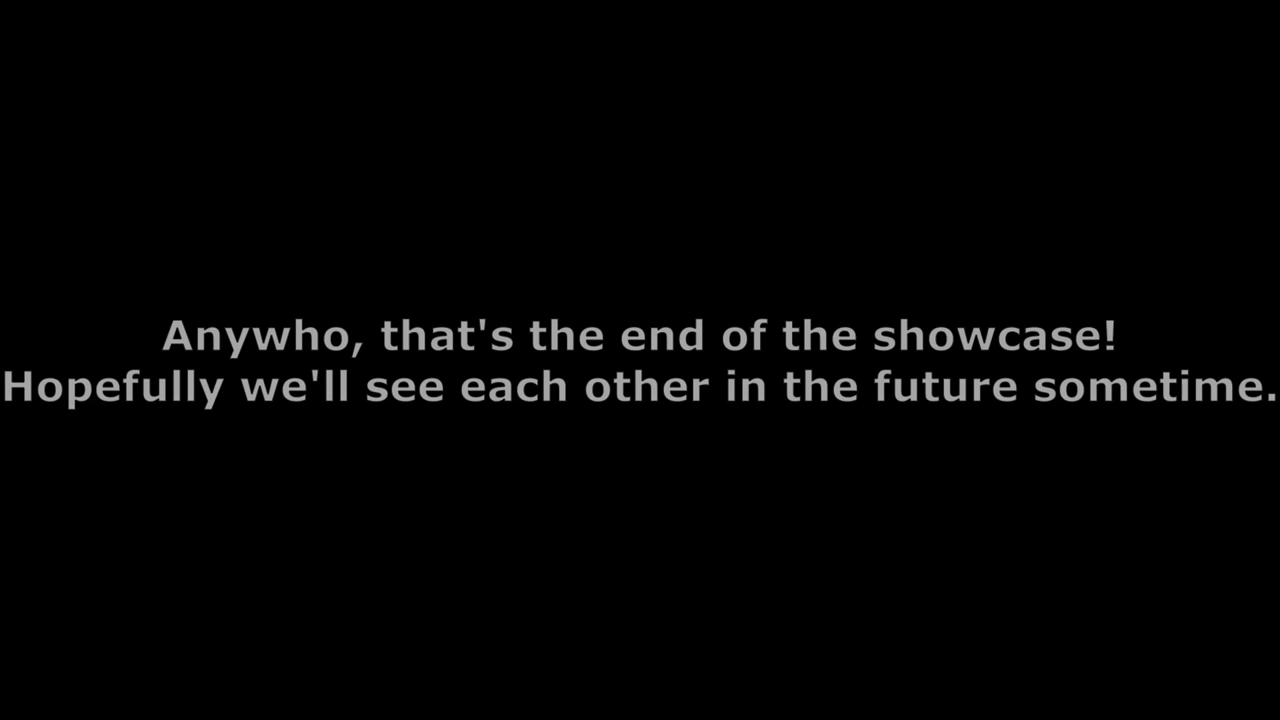 Anywho, that's the end of the showcase!
Hopefully we'll see each other in the future sometime.